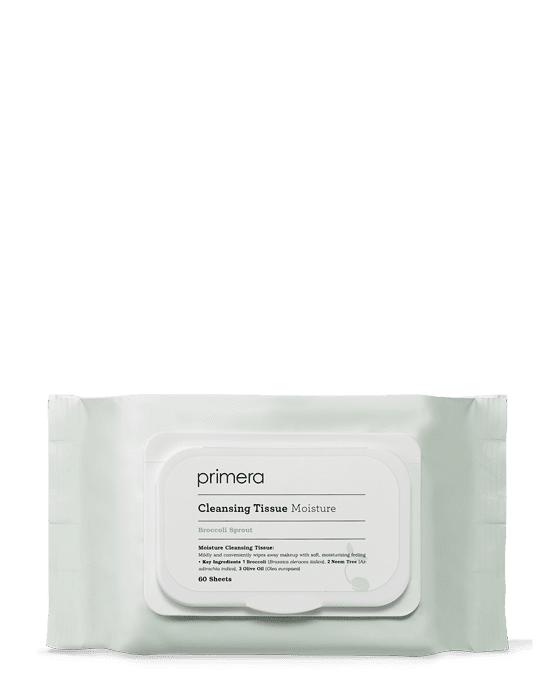 primera
Cleansing Tissue Moisture
Broccoli Sprout
Moisture Cleansing Tissue:
Mildly and conveniently wipes away makeup with soft, moisturizing feeling
• Key Ingredients 1 Broccoli (Brassica oleracea italica), 2 Neem Tree (Az-
adirachta indica), 3 Olive Oil (Olea europaea)
60 Sheets